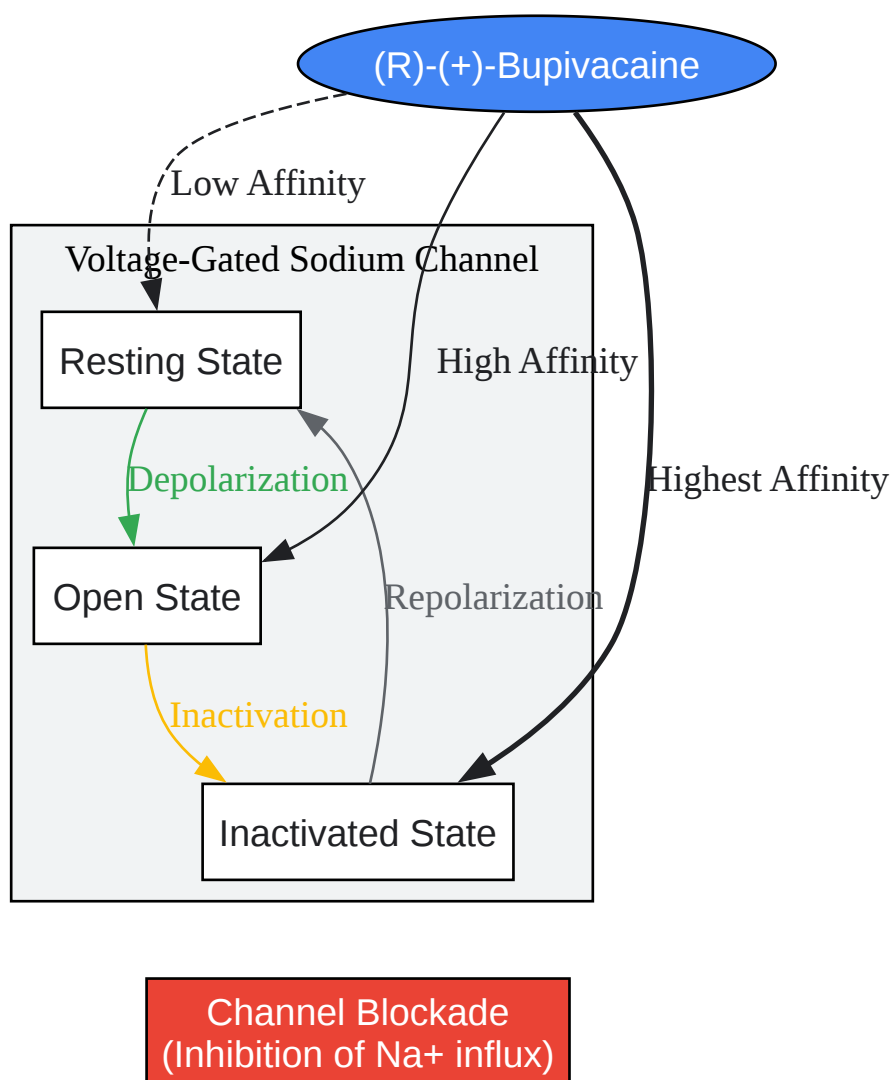 (R)-(+)-Bupivacaine
Low Affinity
Voltage-Gated Sodium Channel
Resting State
High Affinity
Depolarization
Highest Affinity
Open State
Repolarization
Inactivation
Inactivated State
Channel Blockade
(Inhibition of Na+ influx)